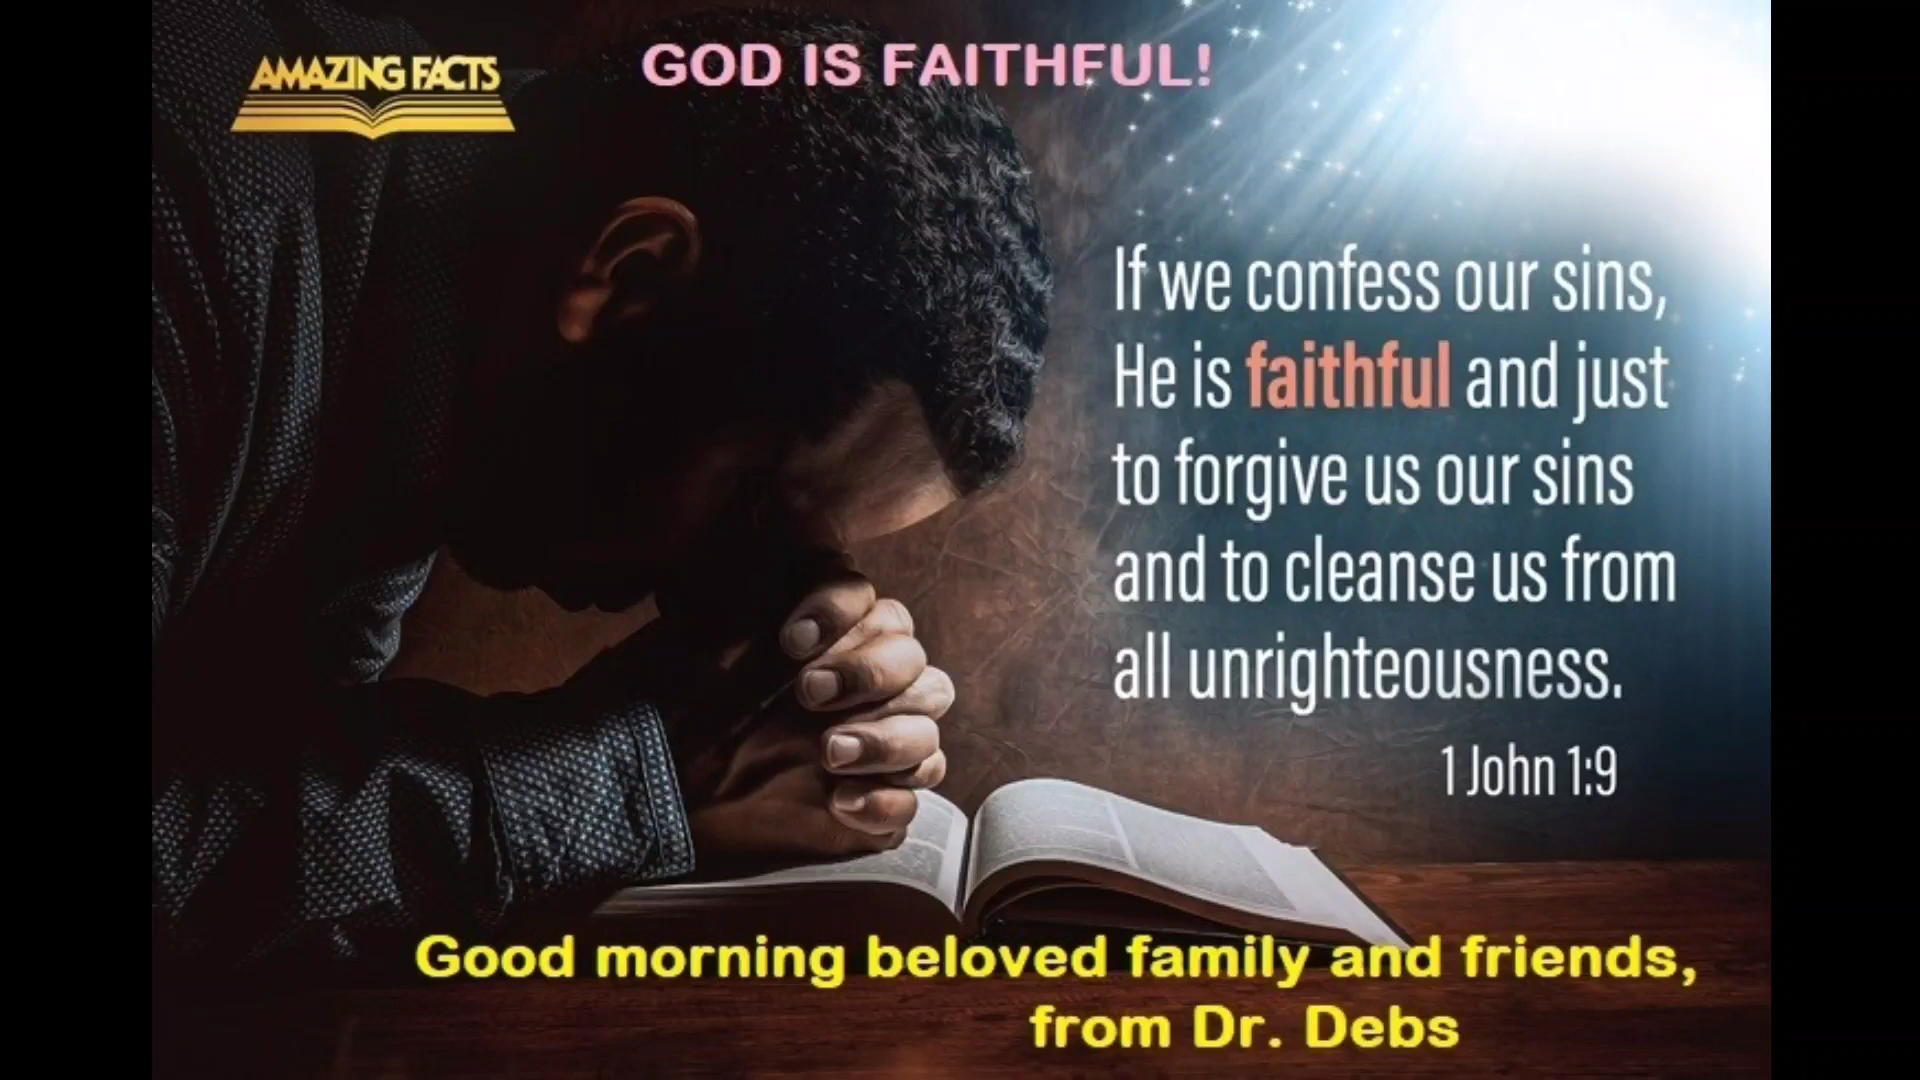 AMAZING FACTS
GOD IS FAITHFUL!
If we confess our sins,
He is faithful and just
to forgive us our sins
and to cleanse us from
all unrighteousness.
1 John 1:9
Good morning beloved family and friends,
from Dr. Debs